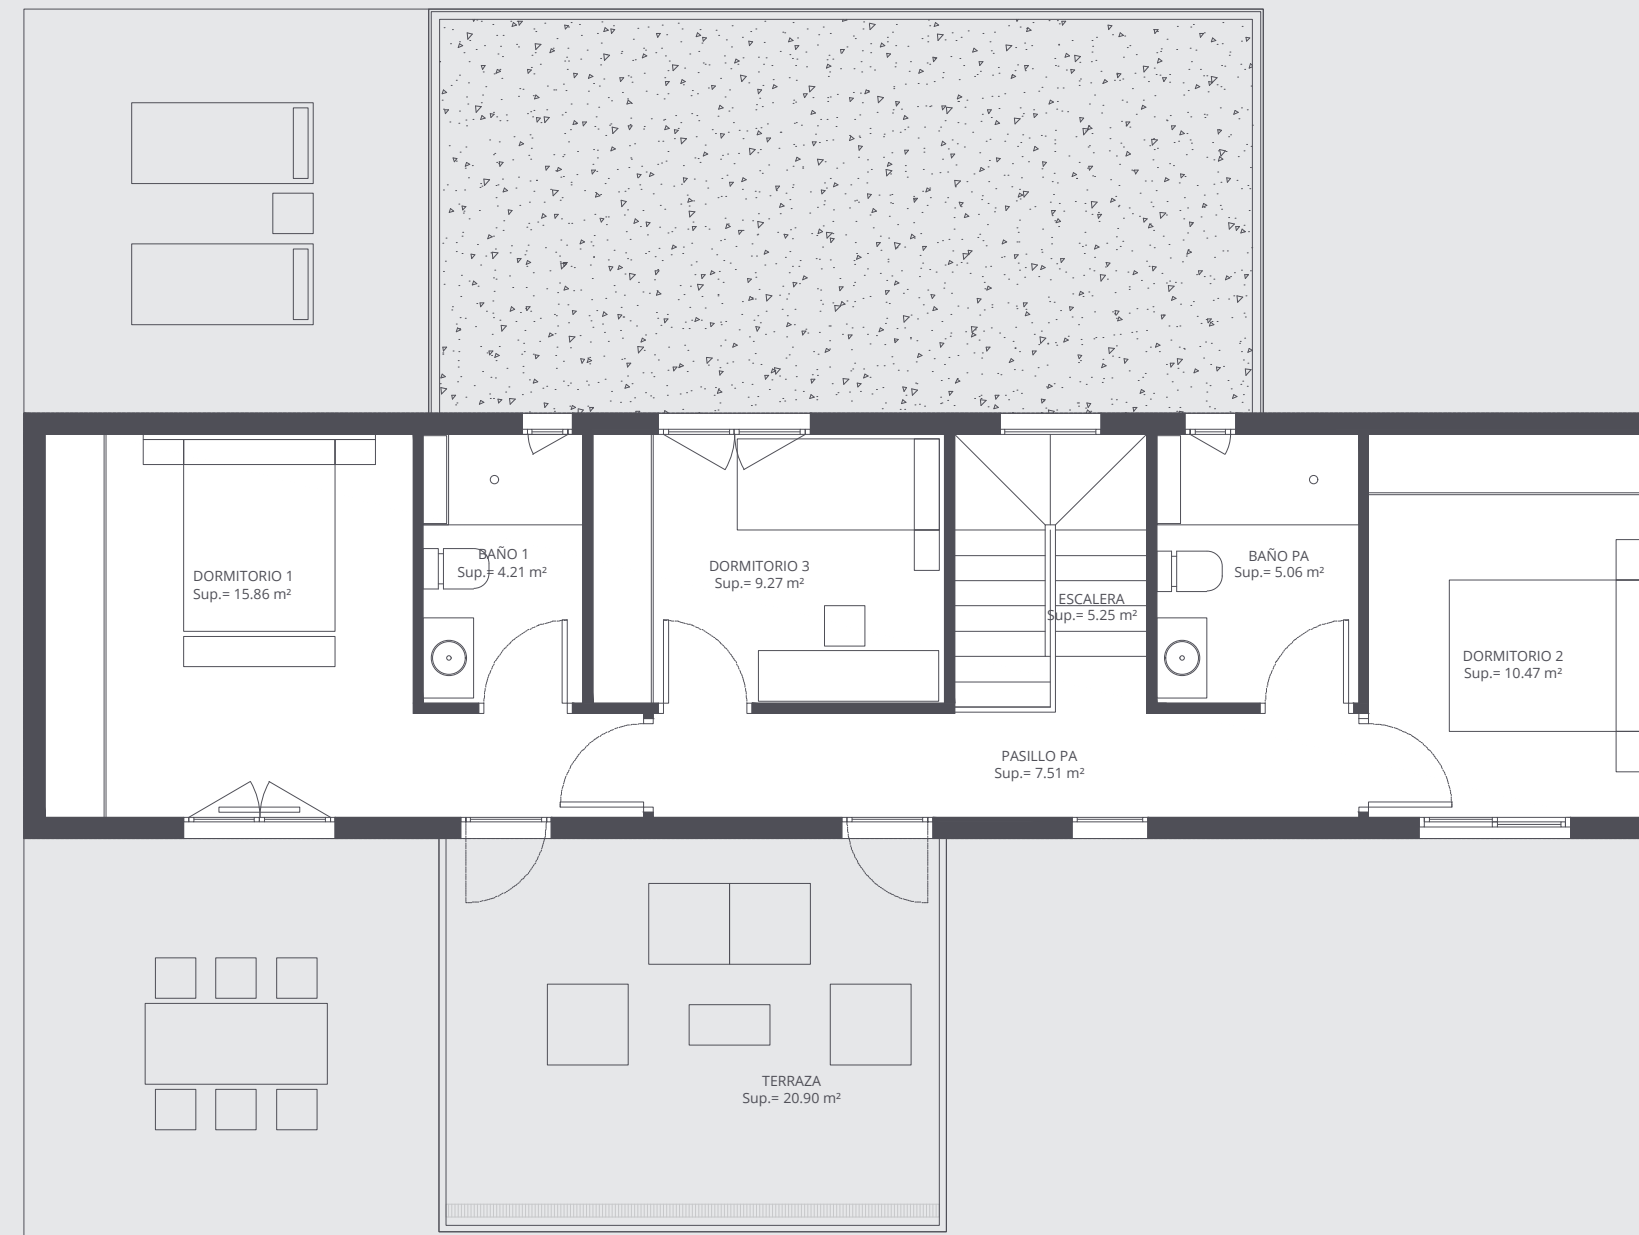 DORMITORIO 1
Sup.= 15.86 m²
BAÑO 1
Sup.= 4.21 m²
DORMITORIO 3
Sup.= 9.27 m²
ESCALERA
Sup.= 5.25 m²
BAÑO PA
Sup.= 5.06 m²
DORMITORIO 2
Sup.= 10.47 m²
PASILLO PA
Sup.= 7.51 m²
TERRAZA
Sup.= 20.90 m²